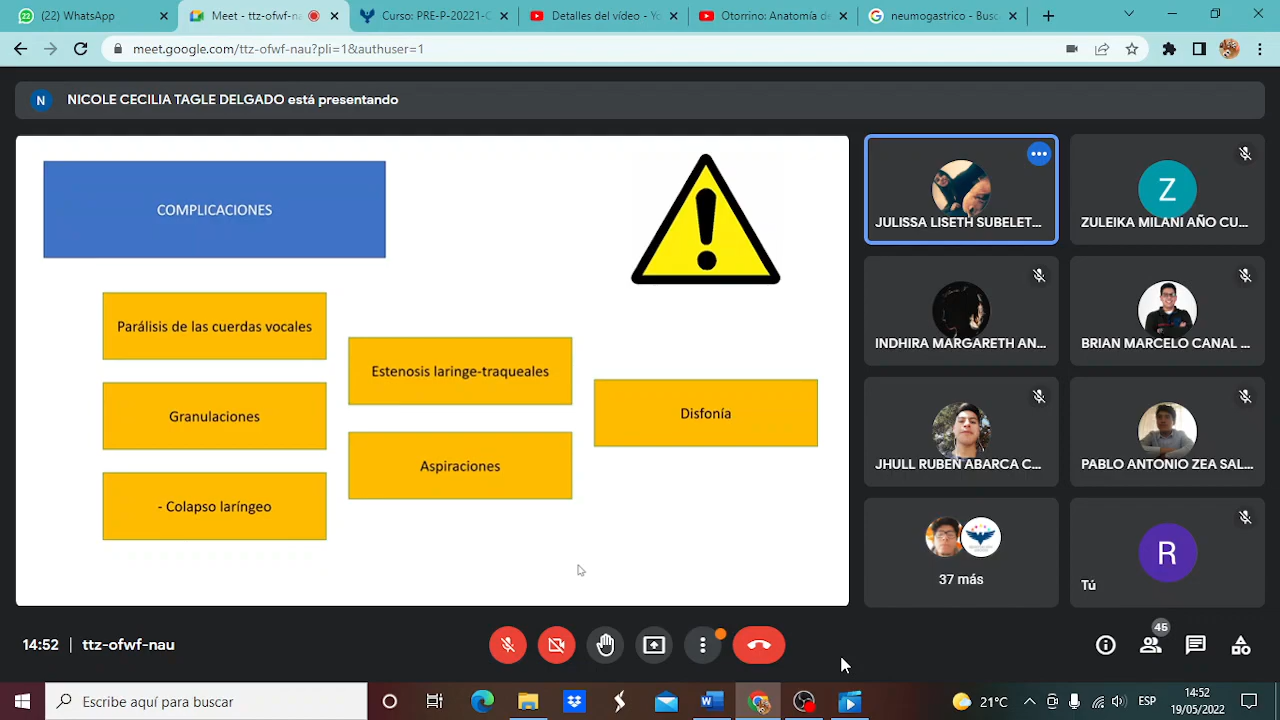 (22) WhatsApp
Meet - ttz-ofwf-na
Curso: PRE-P-20221-C
Detalles del vídeo - Yo
Otorrino: Anatomía de
neumogastrico - Bus
meet.google.com/ttz-ofwf-nau?pli=1&authuser=1
N
NICOLE CECILIA TAGLE DELGADO está presentando
COMPLICACIONES
Parálisis de las cuerdas vocales
Granulaciones
- Colapso laríngeo
Estenosis laringe-traqueales
Aspiraciones
Disfonía
JULISSA LISETH SUBELET...
Z
ZULEIKA MILANI AÑO CU...
INDHIRA MARGARETH AN...
BRIAN MARCELO CANAL ...
JHULL RUBEN ABARCA C...
PABLO ANTONIO ZEA SAL...
37 más
R
Tú
14:52 | ttz-ofwf-nau
45
Escribe aquí para buscar
21°C
ESP
14:52
19/05/2022